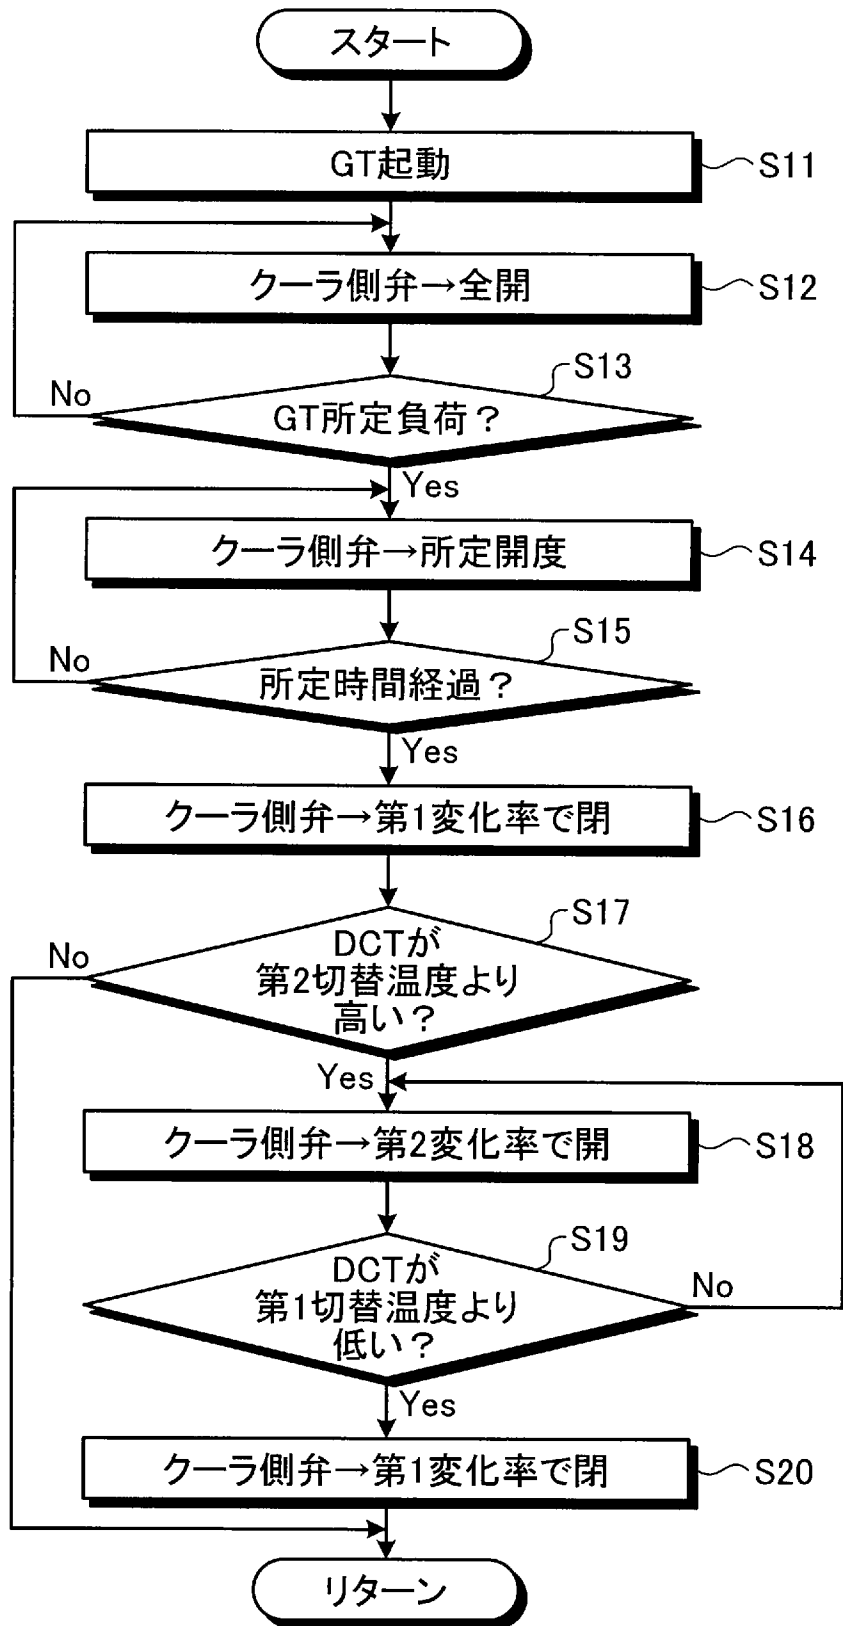 スタート
GT起動
S11
クーラ側弁→全開
S12
S13
No
GT所定負荷？
Yes
クーラ側弁→所定開度
S14
S15
No
所定時間経過？
Yes
クーラ側弁→第1変化率で閉
S16
S17
No
DCTが
第2切替温度より
高い？
Yes
クーラ側弁→第2変化率で開
S18
S19
DCTが
第1切替温度より
低い？
No
Yes
クーラ側弁→第1変化率で閉
S20
リターン